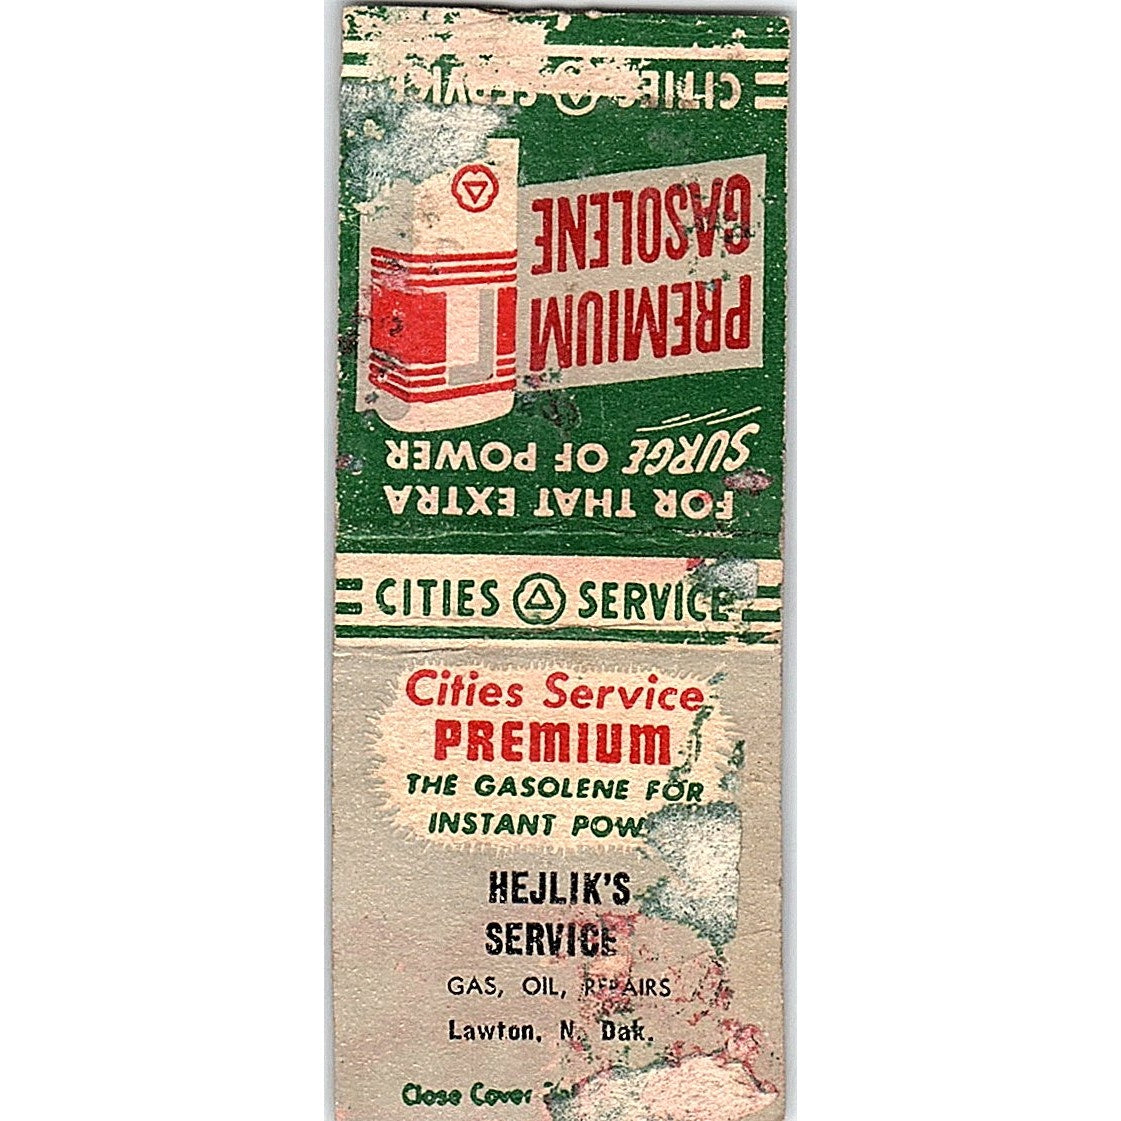 CITIES SERVICE
PREMIUM
GASOLENE
FOR THAT EXTRA
SURGE OF POWER
CITIES SERVICE
Cities Service
PREMIUM
THE GASOLENE FOR
INSTANT POW
HEJLIK'S
SERVICE
GAS, OIL, REPAIRS
Lawton, N. Dak.
Close Cover